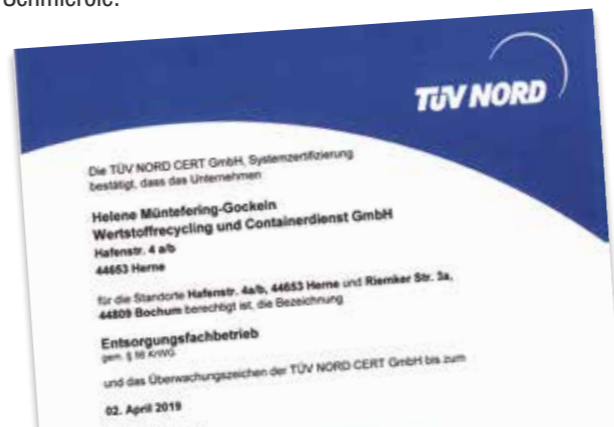 Schmieröle.
TÜV NORD
Die TÜV NORD CERT GmbH, Systemzertifizierung
bestätigt, dass das Unternehmen
Helene Müntefering-Gockeln
Wertstoffrecycling und Containerdienst GmbH
Hafenstr. 4 a/b
44653 Herne
für die Standorte Hafenstr. 4a/b, 44653 Herne und Riemker Str. 3a,
44809 Bochum berechtigt ist, die Bezeichnung
Entsorgungsfachbetrieb
gem. § 56 KrWG
und das Überwachungszeichen der TÜV NORD CERT GmbH bis zum
02. April 2019